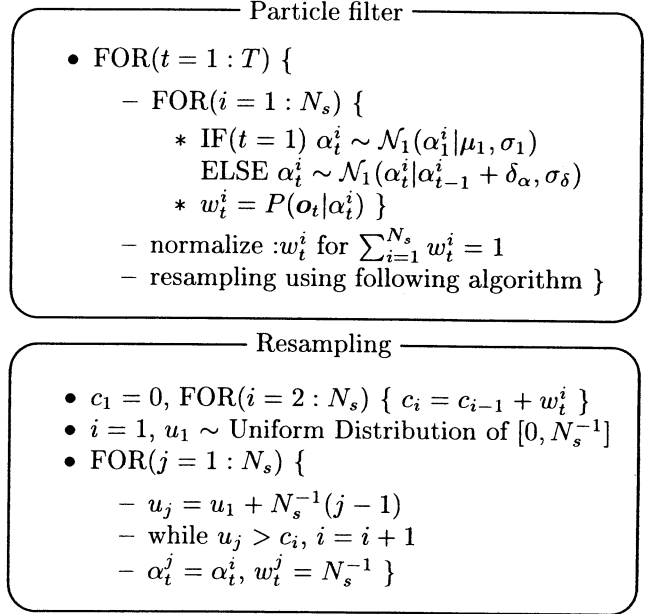 Particle filter
• FOR(t = 1 : T) {
– FOR(i = 1 : N_s) {
* IF(t = 1) α_t^i ∼ 𝒩_1(α_1^i|μ_1, σ_1)
ELSE α_t^i ∼ 𝒩_1(α_t^i|α_{t−1}^i + δ_α, σ_δ)
* w_t^i = P(𝒐_t|α_t^i) }
– normalize :w_t^i for ∑_{i=1}^{N_s} w_t^i = 1
– resampling using following algorithm }
Resampling
• c_1 = 0, FOR(i = 2 : N_s) { c_i = c_{i−1} + w_t^i }
• i = 1, u_1 ∼ Uniform Distribution of [0, N_s^{−1}]
• FOR(j = 1 : N_s) {
– u_j = u_1 + N_s^{−1}(j − 1)
– while u_j > c_i, i = i + 1
– α_t^j = α_t^i, w_t^j = N_s^{−1} }